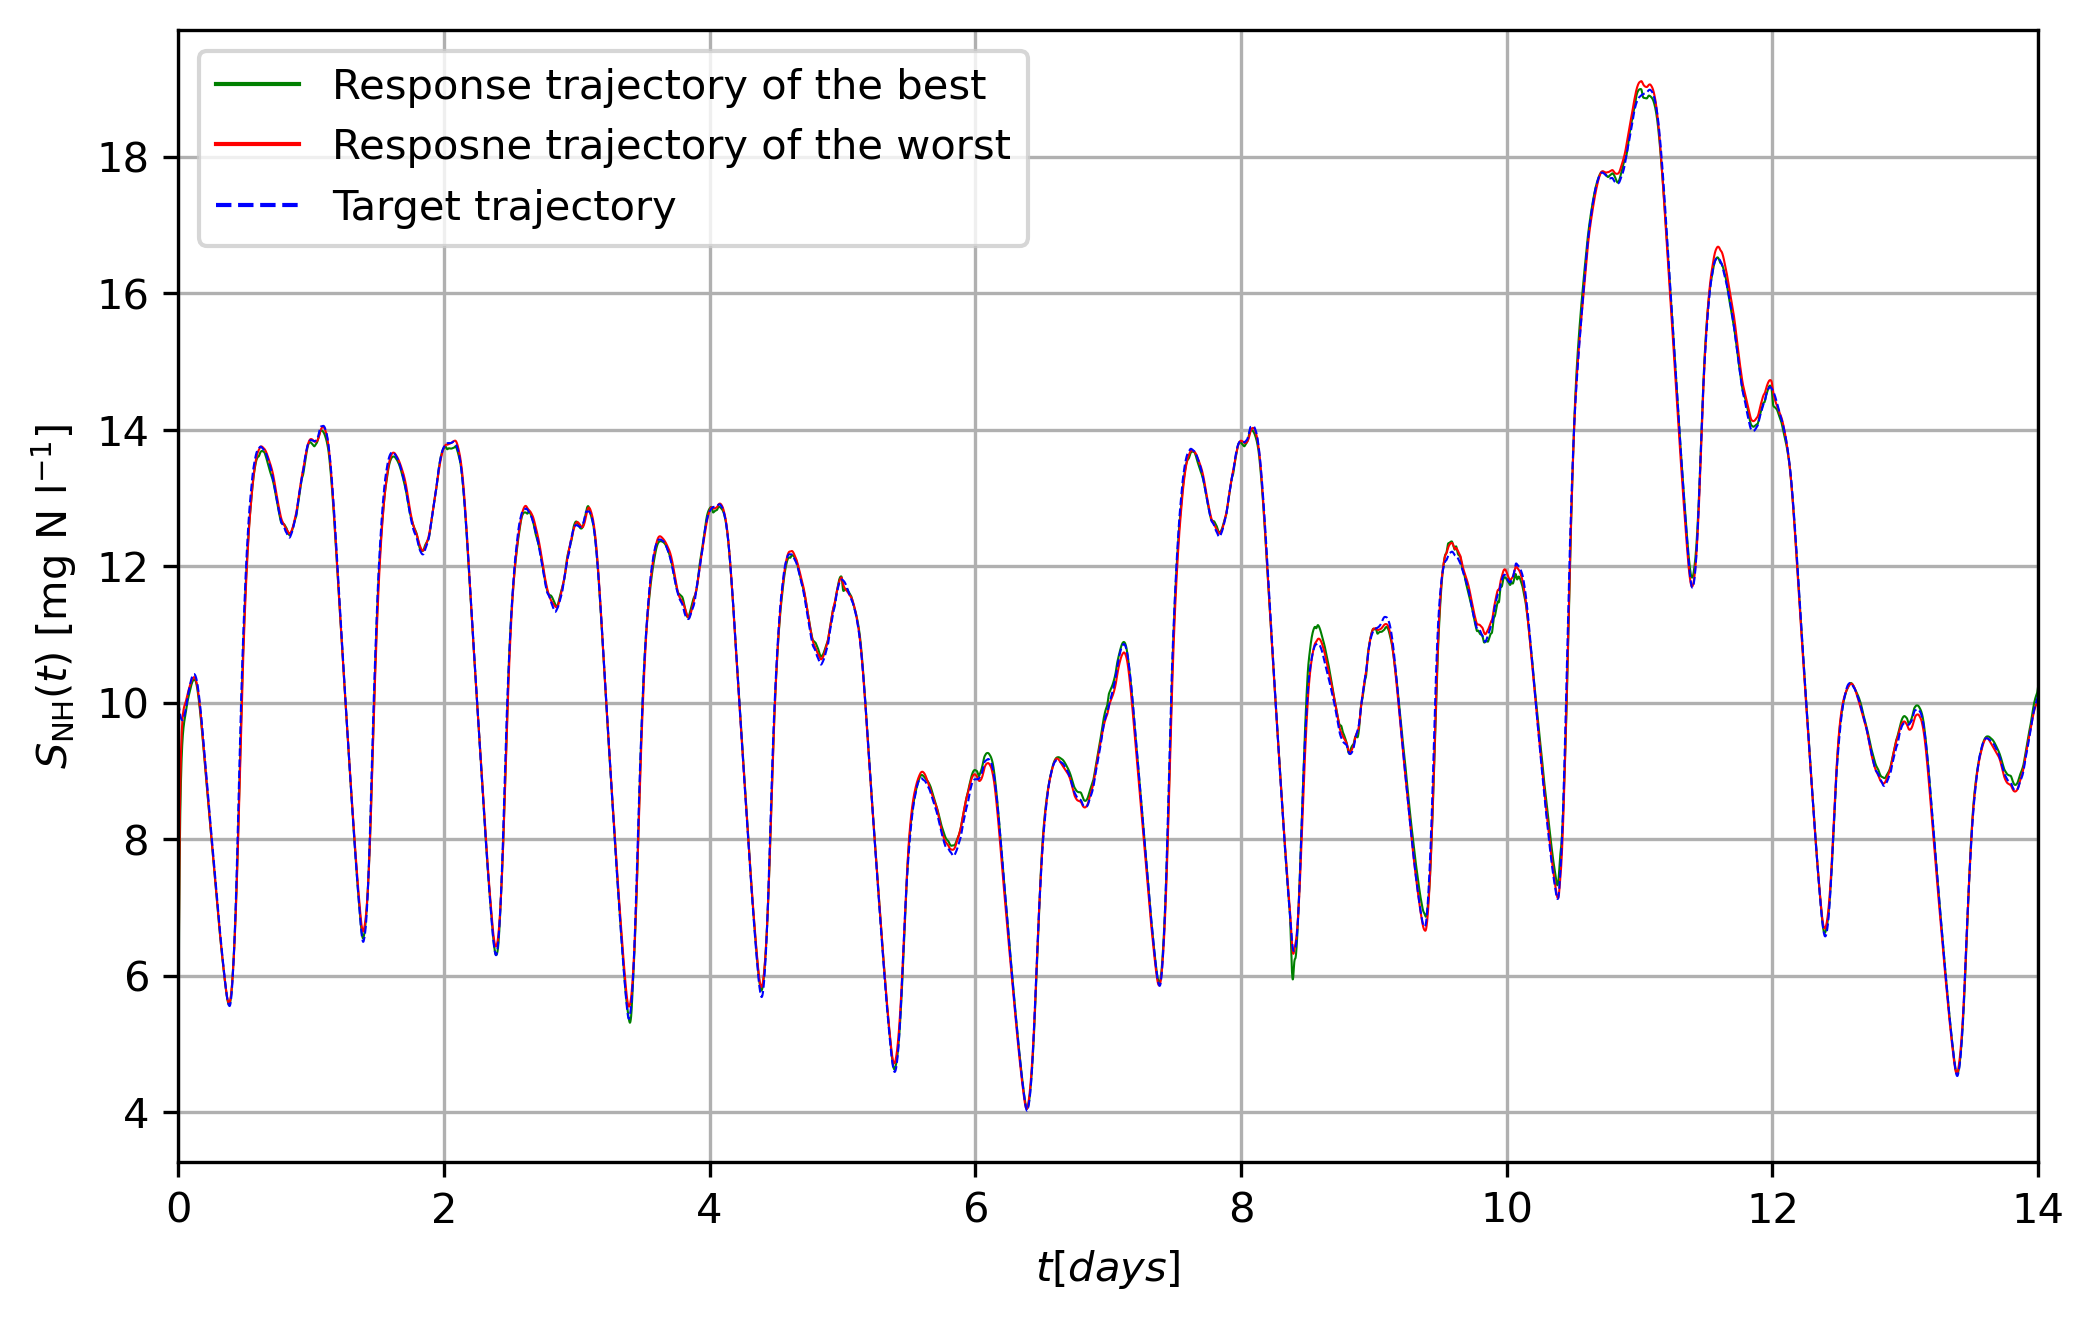 Response trajectory of the best
Resposne trajectory of the worst
Target trajectory
18
16
14
12
10
8
6
4
S_NH(t) [mg N l⁻¹]
0 2 4 6 8 10 12 14
t[days]